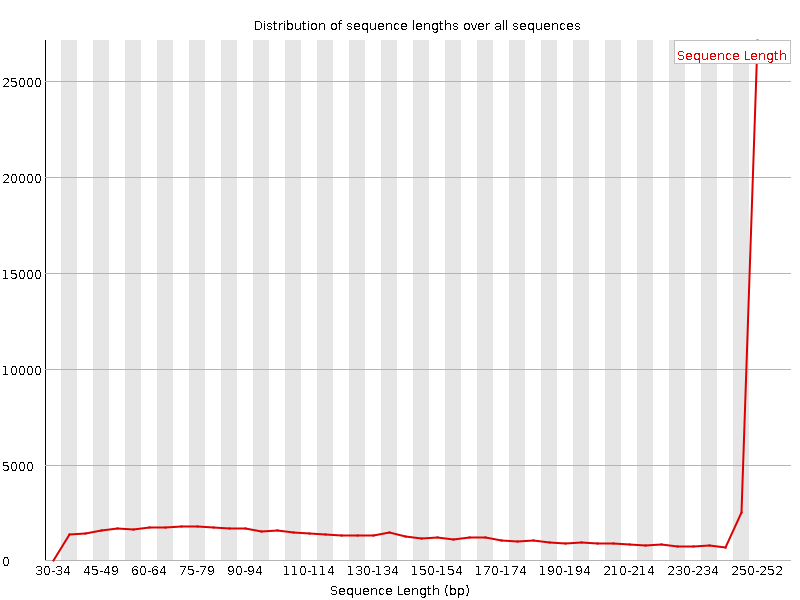 Distribution of sequence lengths over all sequences
Sequence Length
25000
20000
15000
10000
5000
0
30-34 45-49 60-64 75-79 90-94 110-114 130-134 150-154 170-174 190-194 210-214 230-234 250-252
Sequence Length (bp)